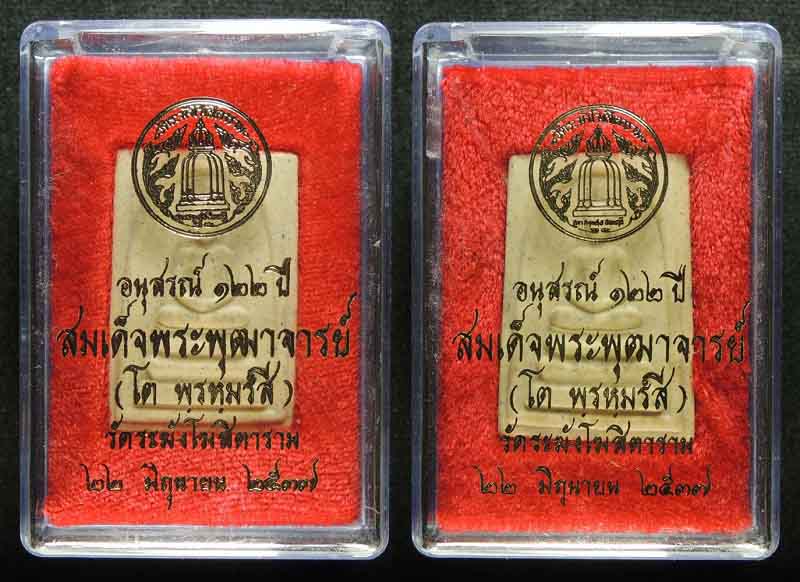 อนุสรณ์ ๑๒๒ ปี
สมเด็จพระพุฒาจารย์
(โต พรหมรํสี)
วัดระฆังโฆสิตาราม
๒๒ มิถุนายน ๒๕๓๗
อนุสรณ์ ๑๒๒ ปี
สมเด็จพระพุฒาจารย์
(โต พรหมรํสี)
วัดระฆังโฆสิตาราม
๒๒ มิถุนายน ๒๕๓๗